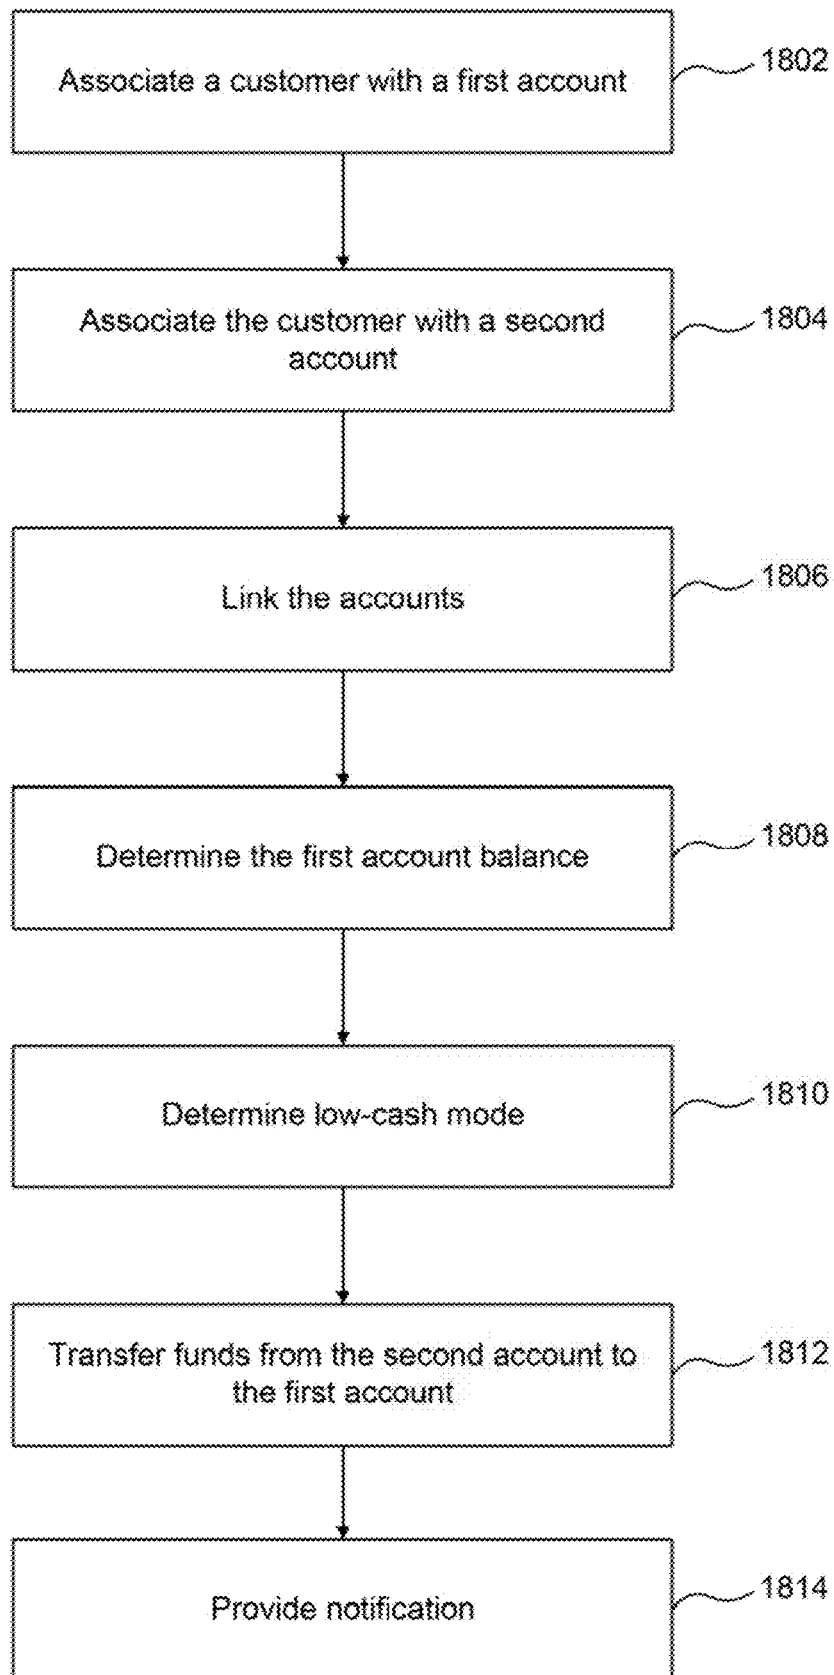 Associate a customer with a first account
1802
Associate the customer with a second
account
1804
Link the accounts
1806
Determine the first account balance
1808
Determine low-cash mode
1810
Transfer funds from the second account to
the first account
1812
Provide notification
1814